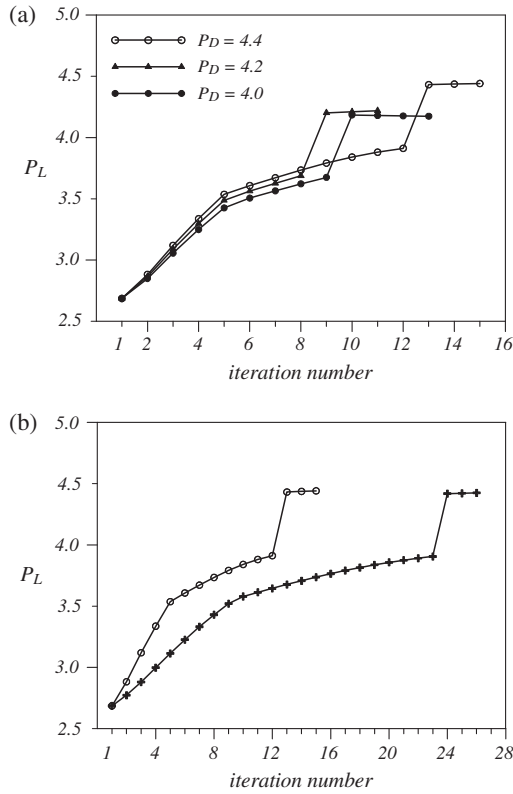 (a)
5.0
P_D = 4.4
P_D = 4.2
4.5
P_D = 4.0
4.0
P_L
3.5
3.0
2.5
1 2 4 6 8 10 12 14 16
iteration number
(b)
5.0
4.5
4.0
P_L
3.5
3.0
2.5
1 4 8 12 16 20 24 28
iteration number